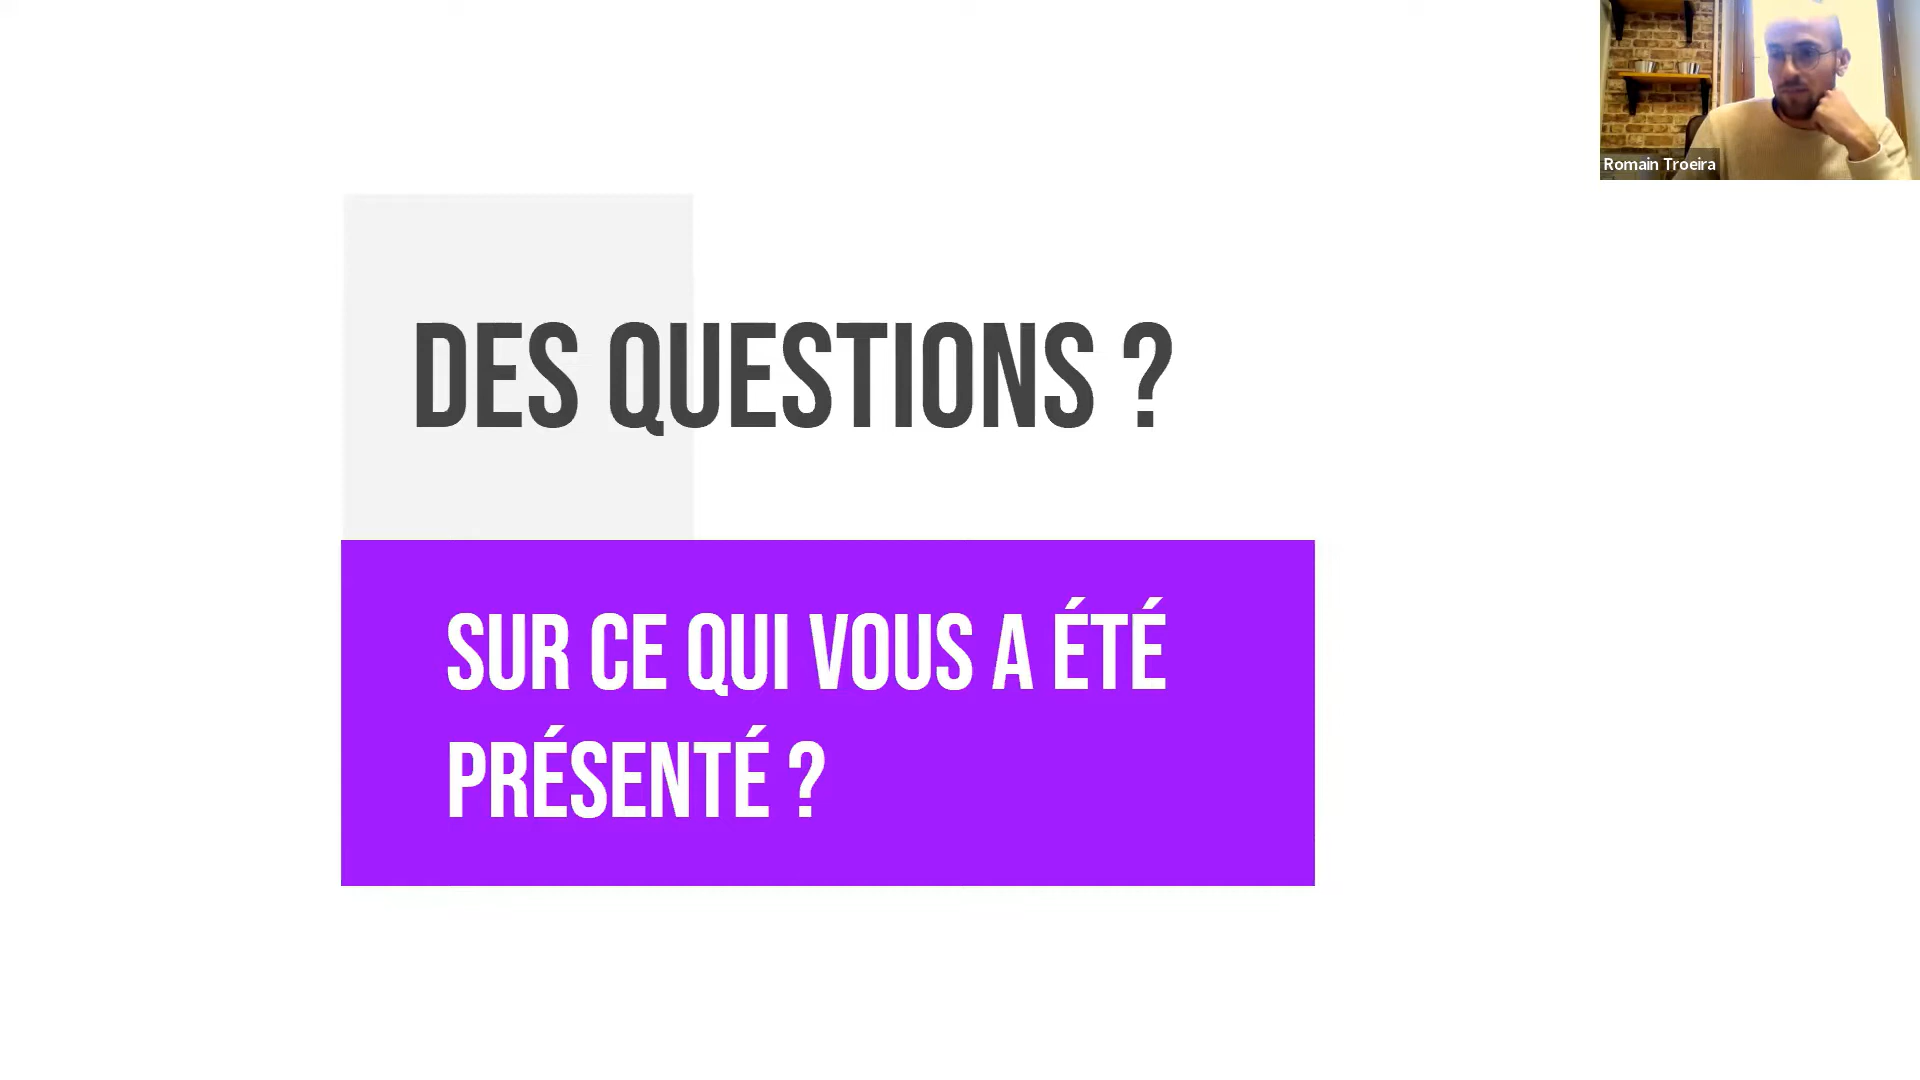 Romain Troeira
DES QUESTIONS ?
SUR CE QUI VOUS A ÉTÉ
PRÉSENTÉ ?